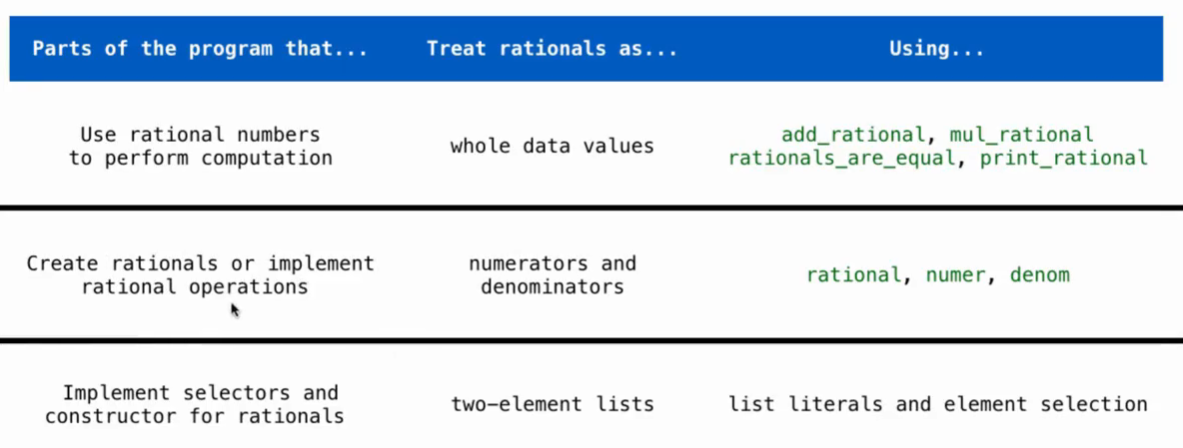 Parts of the program that... Treat rationals as... Using...
Use rational numbers
to perform computation
whole data values
add_rational, mul_rational
rationals_are_equal, print_rational
Create rationals or implement
rational operations
numerators and
denominators
rational, numer, denom
Implement selectors and
constructor for rationals
two-element lists
list literals and element selection